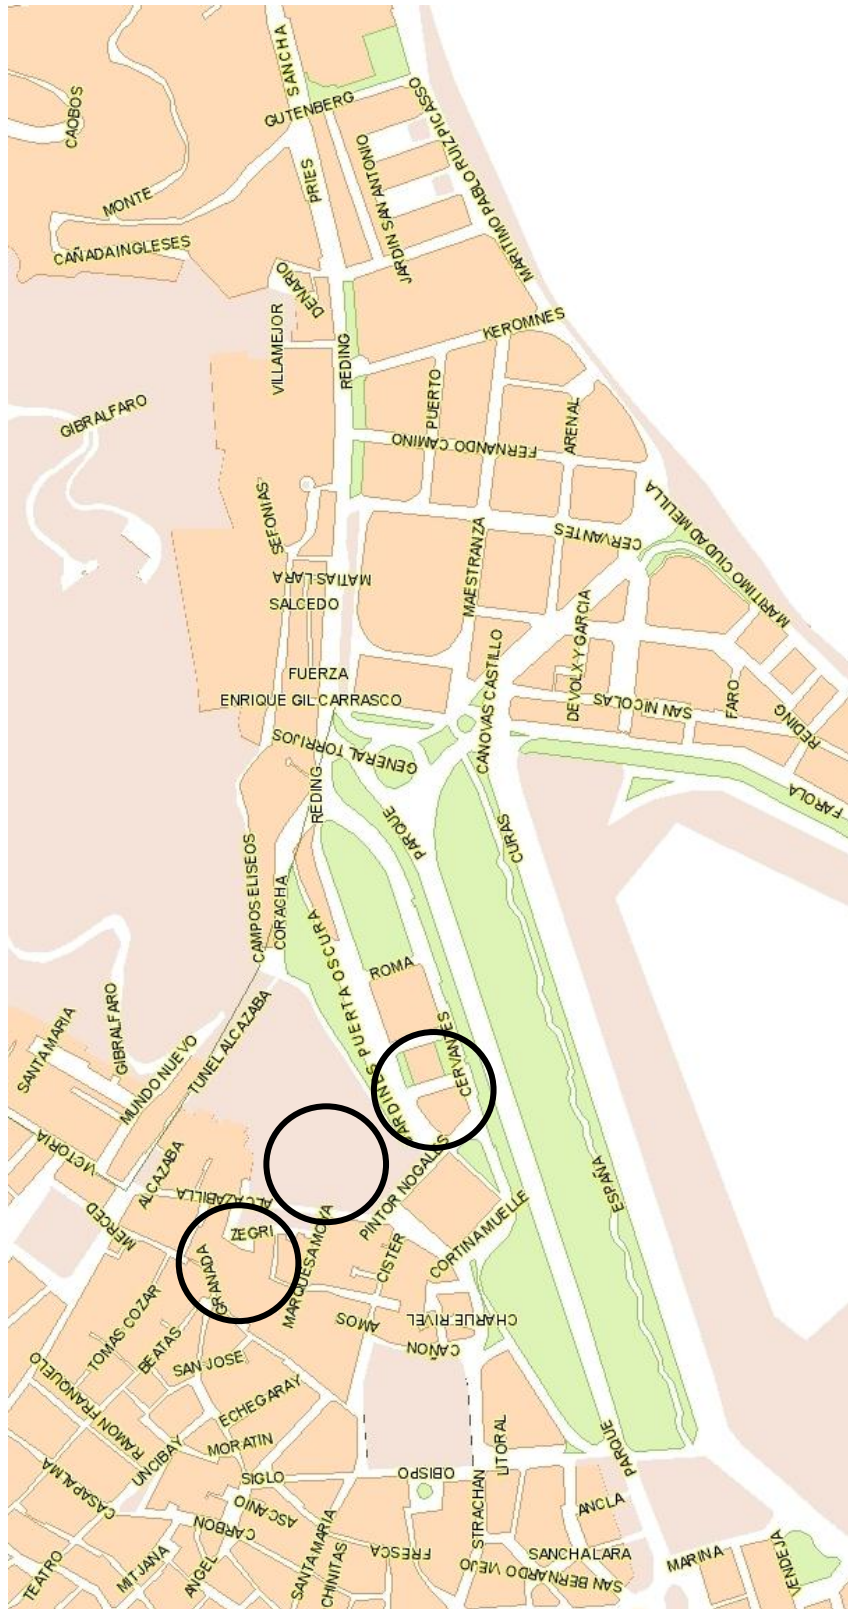 SANCHA
CAOBOS
GUTENBERG
MARITIMO PABLO RUIZ PICASSO
JARDIN SAN ANTONIO
PRIES
MONTE
CAÑADA INGLESES
DENARIO
VILLAMEJOR
REDING
KEROMNES
PUERTO
GIBRALFARO
ARENAL
FERNANDO CAMINO
SEFONIAS
MARITIMO CIUDAD MELILLA
CERVANTES
MAESTRANZA
MATIAS LARA
SALCEDO
DEVOLX Y GARCIA
CANOVAS CASTILLO
FUERZA
ENRIQUE GIL CARRASCO
SAN NICOLAS
FARO
REDING
GENERAL TORRIJOS
REDING
FAROLA
PARQUE
CURAS
CAMPOS ELISEOS
CORACHA
JARDINES PUERTA OSCURA
ROMA
GIBRALFARO
SANTA MARIA
TUNEL ALCAZABA
MUNDO NUEVO
CERVANTES
VICTORIA
ALCAZABA
ALCAZABILLA
PINTOR NOGALES
ESPAÑA
MERCED
ZEGRI
MARQUESA MOYA
CISTER
CORTINA MUELLE
GRANADA
TOMAS COZAR
BEATAS
AMOS
CHARLIE RIVEL
CAÑON
SAN JOSE
RAMON FRANQUELO
ECHEGARAY
MORATIN
UNCIBAY
SIGLO
OBISPO
LITORAL
PARQUE
CASAPALMA
ASCANIO
CARBON
SANTA MARIA
STRACHAN
ANCLA
TEATRO
MITJANA
ANGEL
CHINITAS
FRESCA
SANCHA LARA
SAN BERNARDO VIEJO
MARINA
VENDEJA